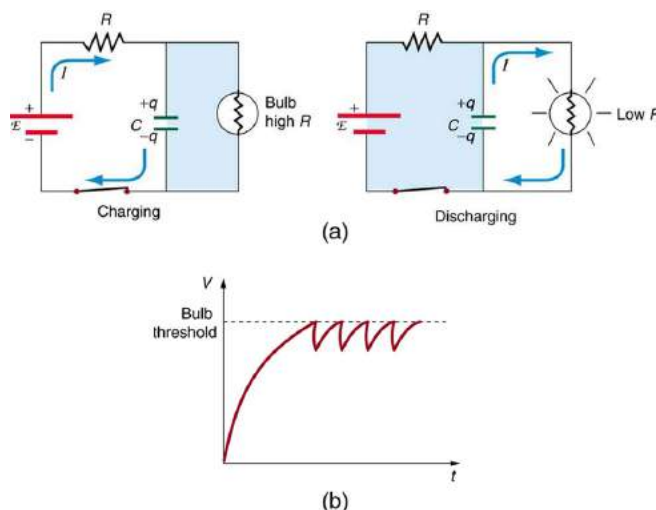 R
I
+
ℰ
−
+q
C
−q
Bulb
high R
Charging
R
I
+
ℰ
−
+q
C
−q
Low R
Discharging
(a)
V
Bulb
threshold
t
(b)